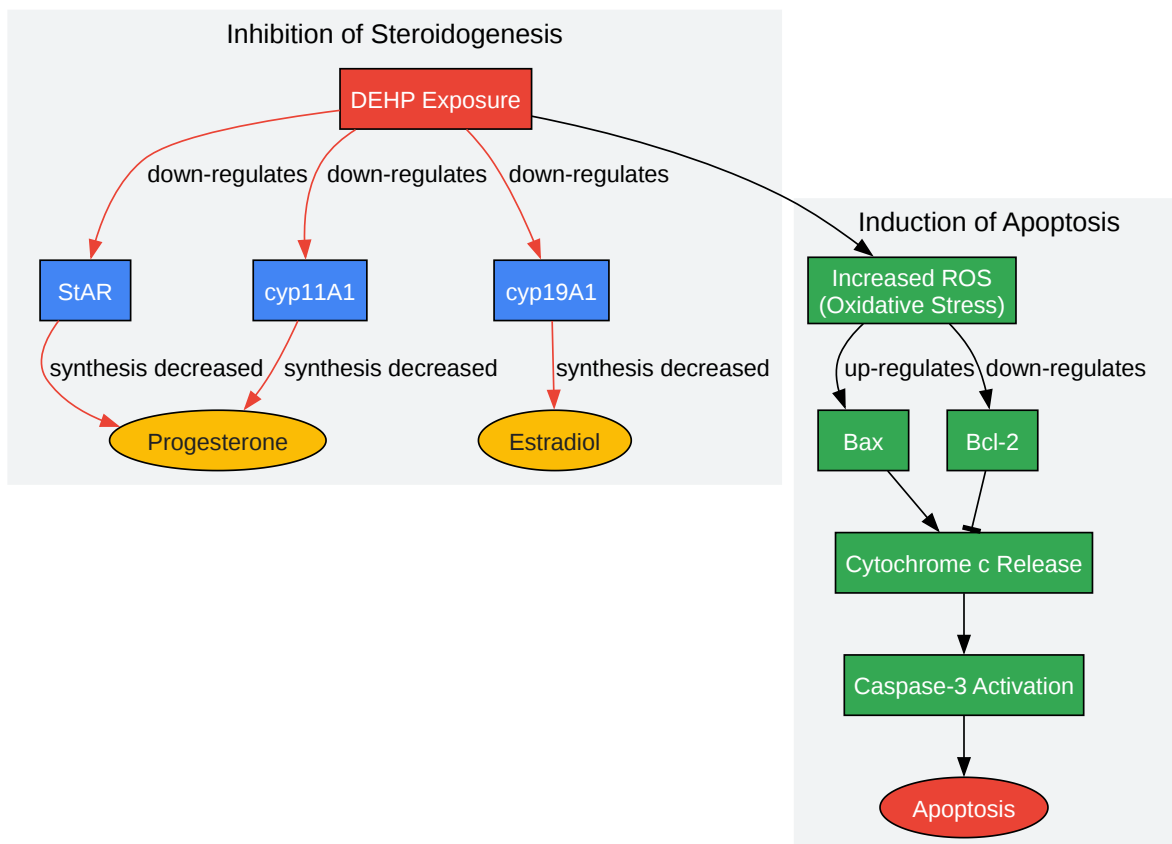 Inhibition of Steroidogenesis
DEHP Exposure
down-regulates
down-regulates
down-regulates
StAR
cyp11A1
cyp19A1
synthesis decreased
synthesis decreased
synthesis decreased
Progesterone
Estradiol
Induction of Apoptosis
Increased ROS
(Oxidative Stress)
up-regulates
down-regulates
Bax
Bcl-2
Cytochrome c Release
Caspase-3 Activation
Apoptosis